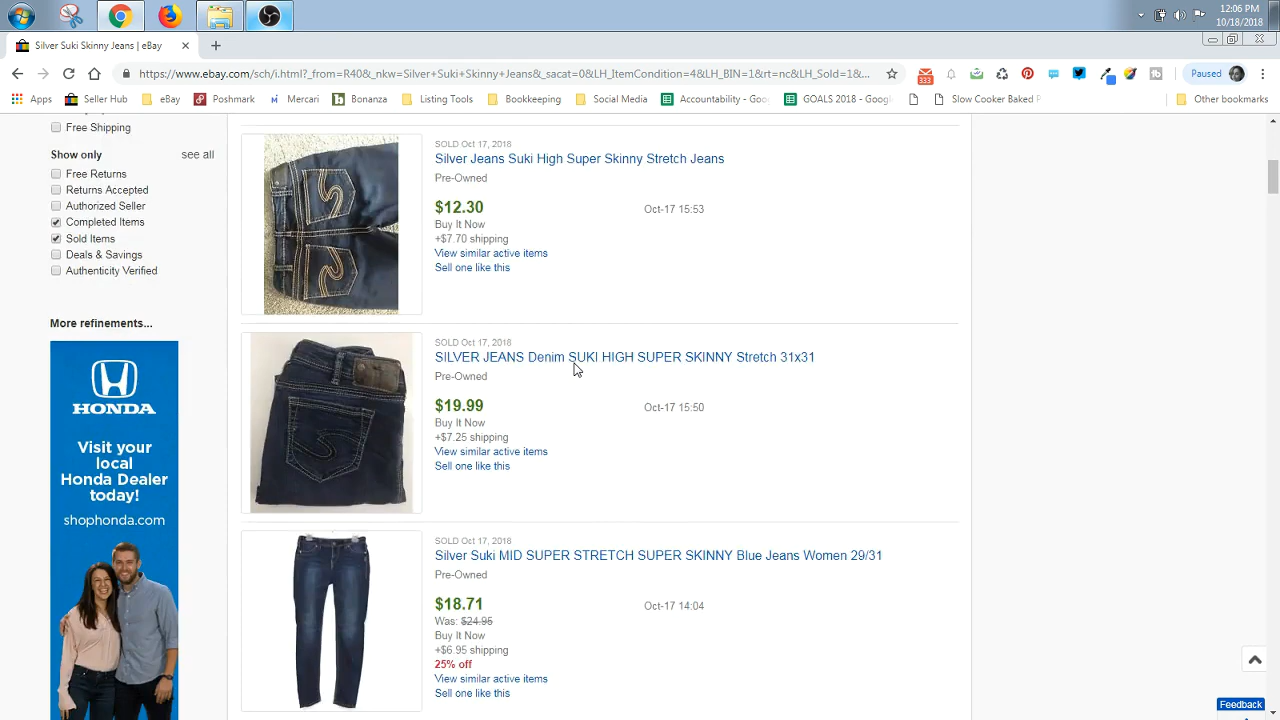 12:06 PM
10/18/2018
Silver Suki Skinny Jeans | eBay
https://www.ebay.com/sch/i.html?_from=R40&_nkw=Silver+Suki+Skinny+Jeans&_sacat=0&LH_ItemCondition=4&LH_BIN=1&rt=nc&LH_Sold=1&...
333
Paused
Apps
Seller Hub
eBay
Poshmark
Mercari
Bonanza
Listing Tools
Bookkeeping
Social Media
Accountability - Goo
GOALS 2018 - Googl
Slow Cooker Baked P
Other bookmarks
Free Shipping
Show only see all
Free Returns
Returns Accepted
Authorized Seller
Completed Items
Sold Items
Deals & Savings
Authenticity Verified
More refinements...
HONDA
Visit your
local
Honda Dealer
today!
shophonda.com
SOLD Oct 17, 2018
Silver Jeans Suki High Super Skinny Stretch Jeans
Pre-Owned
$12.30 Oct-17 15:53
Buy It Now
+$7.70 shipping
View similar active items
Sell one like this
SOLD Oct 17, 2018
SILVER JEANS Denim SUKI HIGH SUPER SKINNY Stretch 31x31
Pre-Owned
$19.99 Oct-17 15:50
Buy It Now
+$7.25 shipping
View similar active items
Sell one like this
SOLD Oct 17, 2018
Silver Suki MID SUPER STRETCH SUPER SKINNY Blue Jeans Women 29/31
Pre-Owned
$18.71 Oct-17 14:04
Was: $24.95
Buy It Now
+$6.95 shipping
25% off
View similar active items
Sell one like this
Feedback